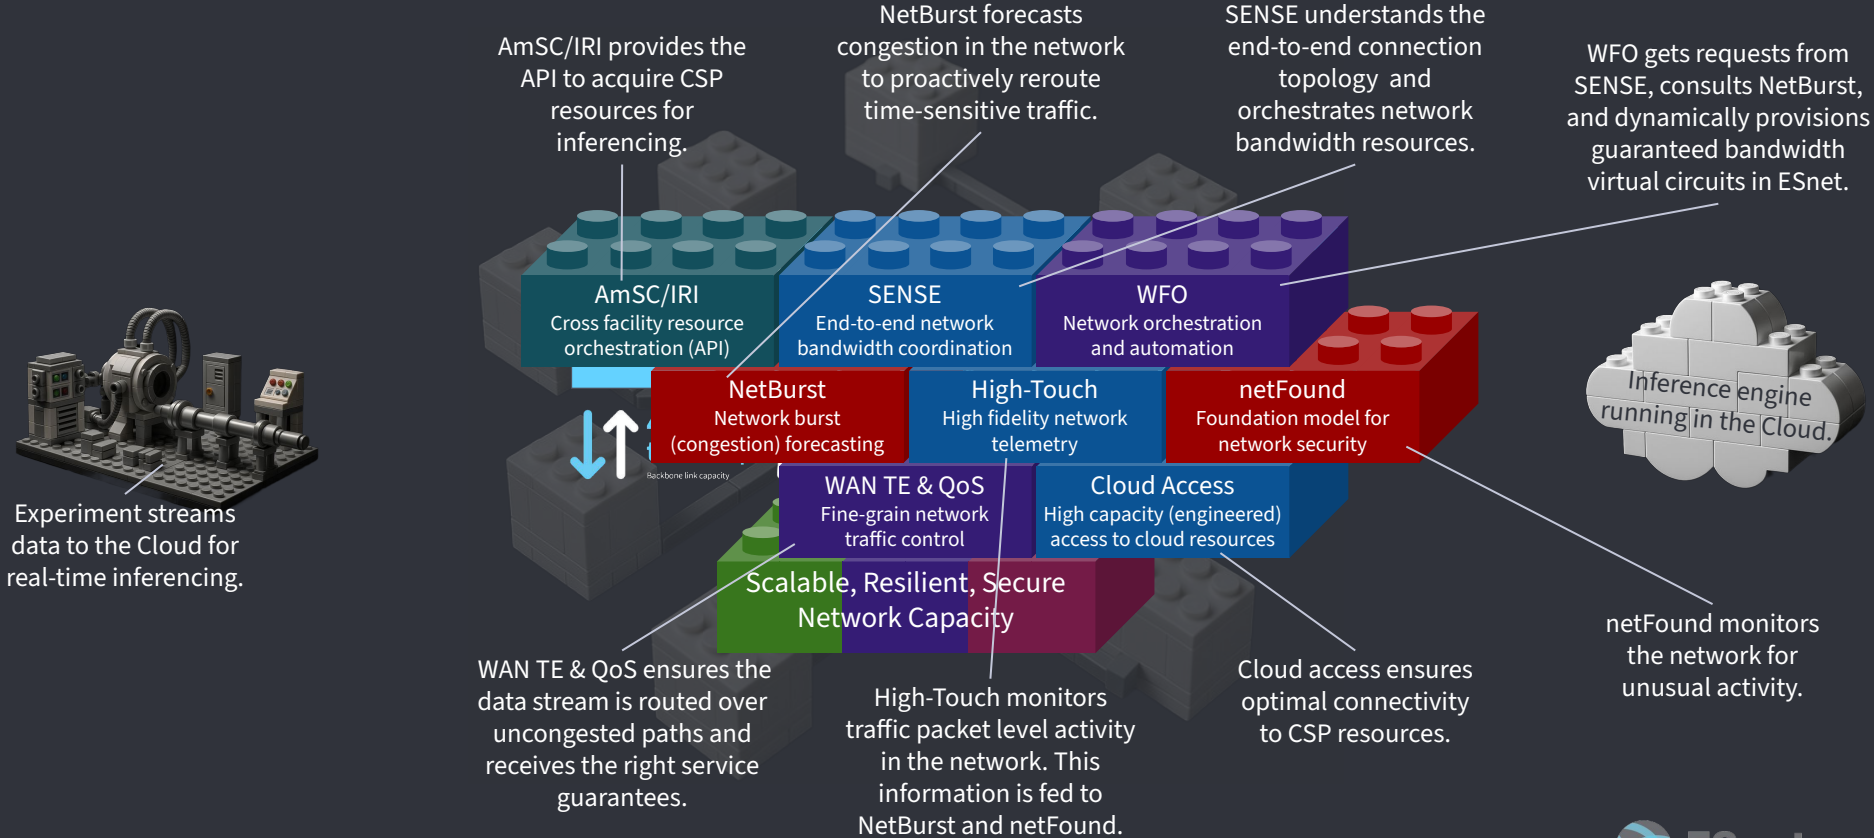 AmSC/IRI provides the
API to acquire CSP
resources for
inferencing.
NetBurst forecasts
congestion in the network
to proactively reroute
time-sensitive traffic.
SENSE understands the
end-to-end connection
topology and
orchestrates network
bandwidth resources.
WFO gets requests from
SENSE, consults NetBurst,
and dynamically provisions
guaranteed bandwidth
virtual circuits in ESnet.
AmSC/IRI
Cross facility resource
orchestration (API)
SENSE
End-to-end network
bandwidth coordination
WFO
Network orchestration
and automation
NetBurst
Network burst
(congestion) forecasting
High-Touch
High fidelity network
telemetry
netFound
Foundation model for
network security
Backbone link capacity
WAN TE & QoS
Fine-grain network
traffic control
Cloud Access
High capacity (engineered)
access to cloud resources
Scalable, Resilient, Secure
Network Capacity
Experiment streams
data to the Cloud for
real-time inferencing.
Inference engine
running in the Cloud.
WAN TE & QoS ensures the
data stream is routed over
uncongested paths and
receives the right service
guarantees.
High-Touch monitors
traffic packet level activity
in the network. This
information is fed to
NetBurst and netFound.
Cloud access ensures
optimal connectivity
to CSP resources.
netFound monitors
the network for
unusual activity.